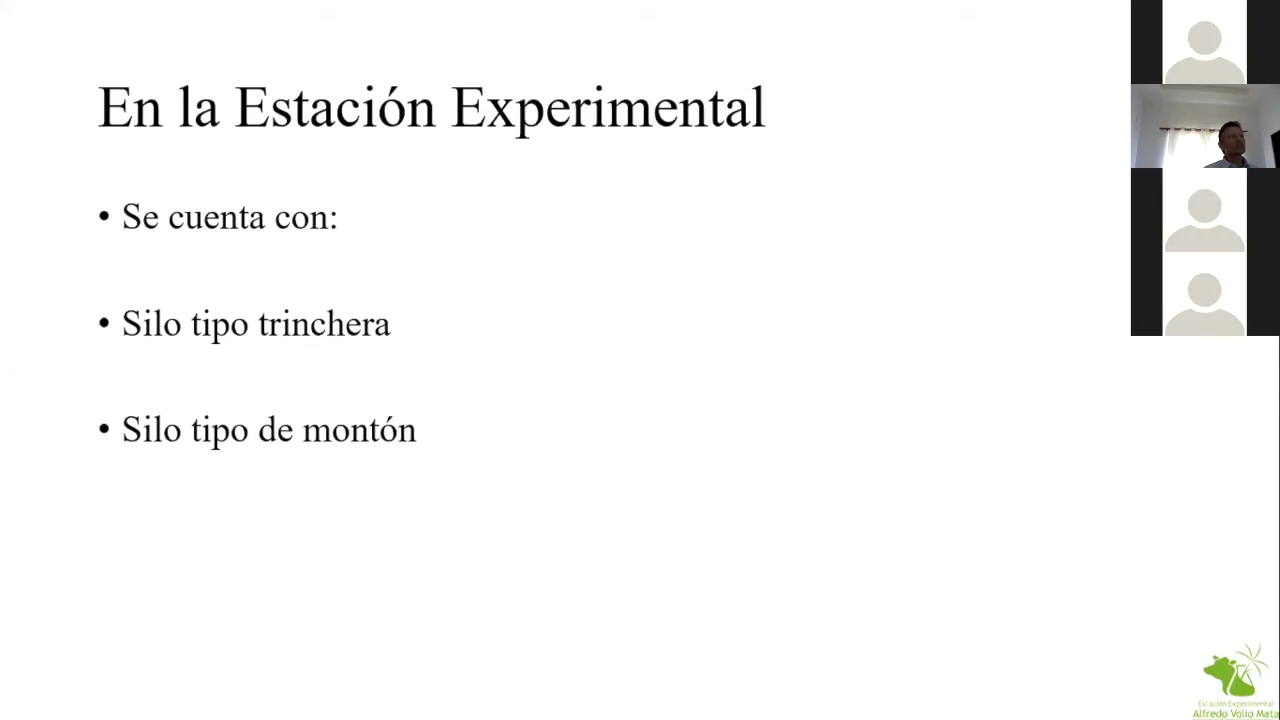 En la Estación Experimental
• Se cuenta con:
• Silo tipo trinchera
• Silo tipo de montón
Estación Experimental
Alfredo Volio Mata